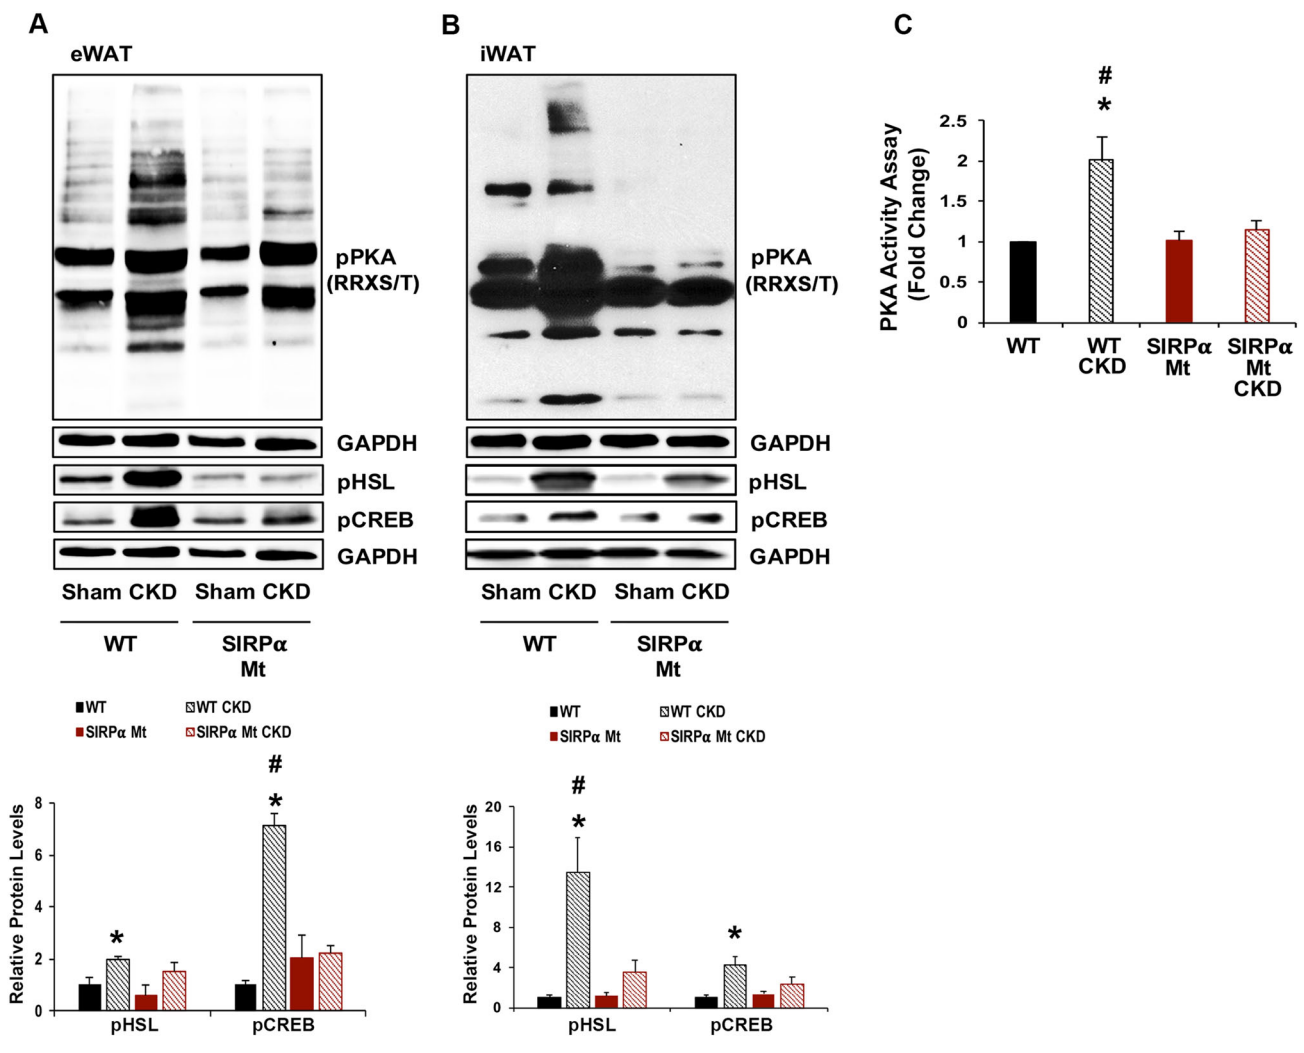 A
eWAT
pPKA
(RRXS/T)
GAPDH
pHSL
pCREB
GAPDH
Sham CKD Sham CKD
WT SIRPα
Mt
WT WT CKD
SIRPα Mt SIRPα Mt CKD
#
*
*
Relative Protein Levels
8
6
4
2
0
pHSL pCREB
B
iWAT
pPKA
(RRXS/T)
GAPDH
pHSL
pCREB
GAPDH
Sham CKD Sham CKD
WT SIRPα
Mt
WT WT CKD
SIRPα Mt SIRPα Mt CKD
#
*
*
Relative Protein Levels
20
16
12
8
4
0
pHSL pCREB
C
#
*
PKA Activity Assay
(Fold Change)
2.5
2
1.5
1
0.5
0
WT WT SIRPα SIRPα
CKD Mt Mt
CKD